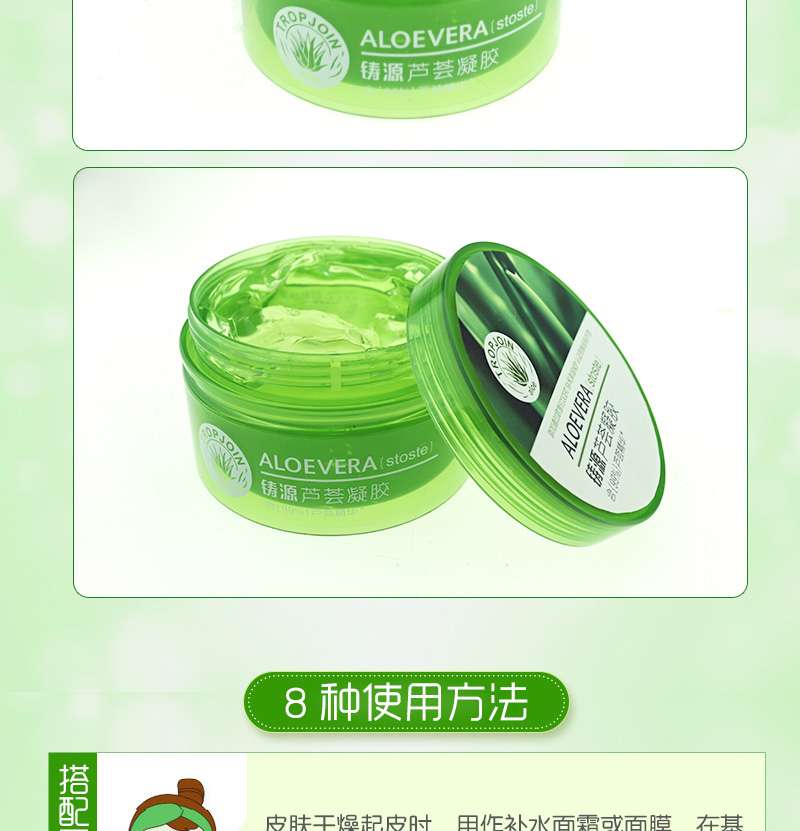 TROPJOIN
ALOEVERA[stoste]
铸源芦荟凝胶
TROPJOIN
aloe
ALOEVERA[stoste]
铸源芦荟凝胶
TROPJOIN
ALOEVERA[stoste]
铸源芦荟凝胶
8 种使用方法
搭配
皮肤干燥起皮时，用作补水面霜或面膜，在基